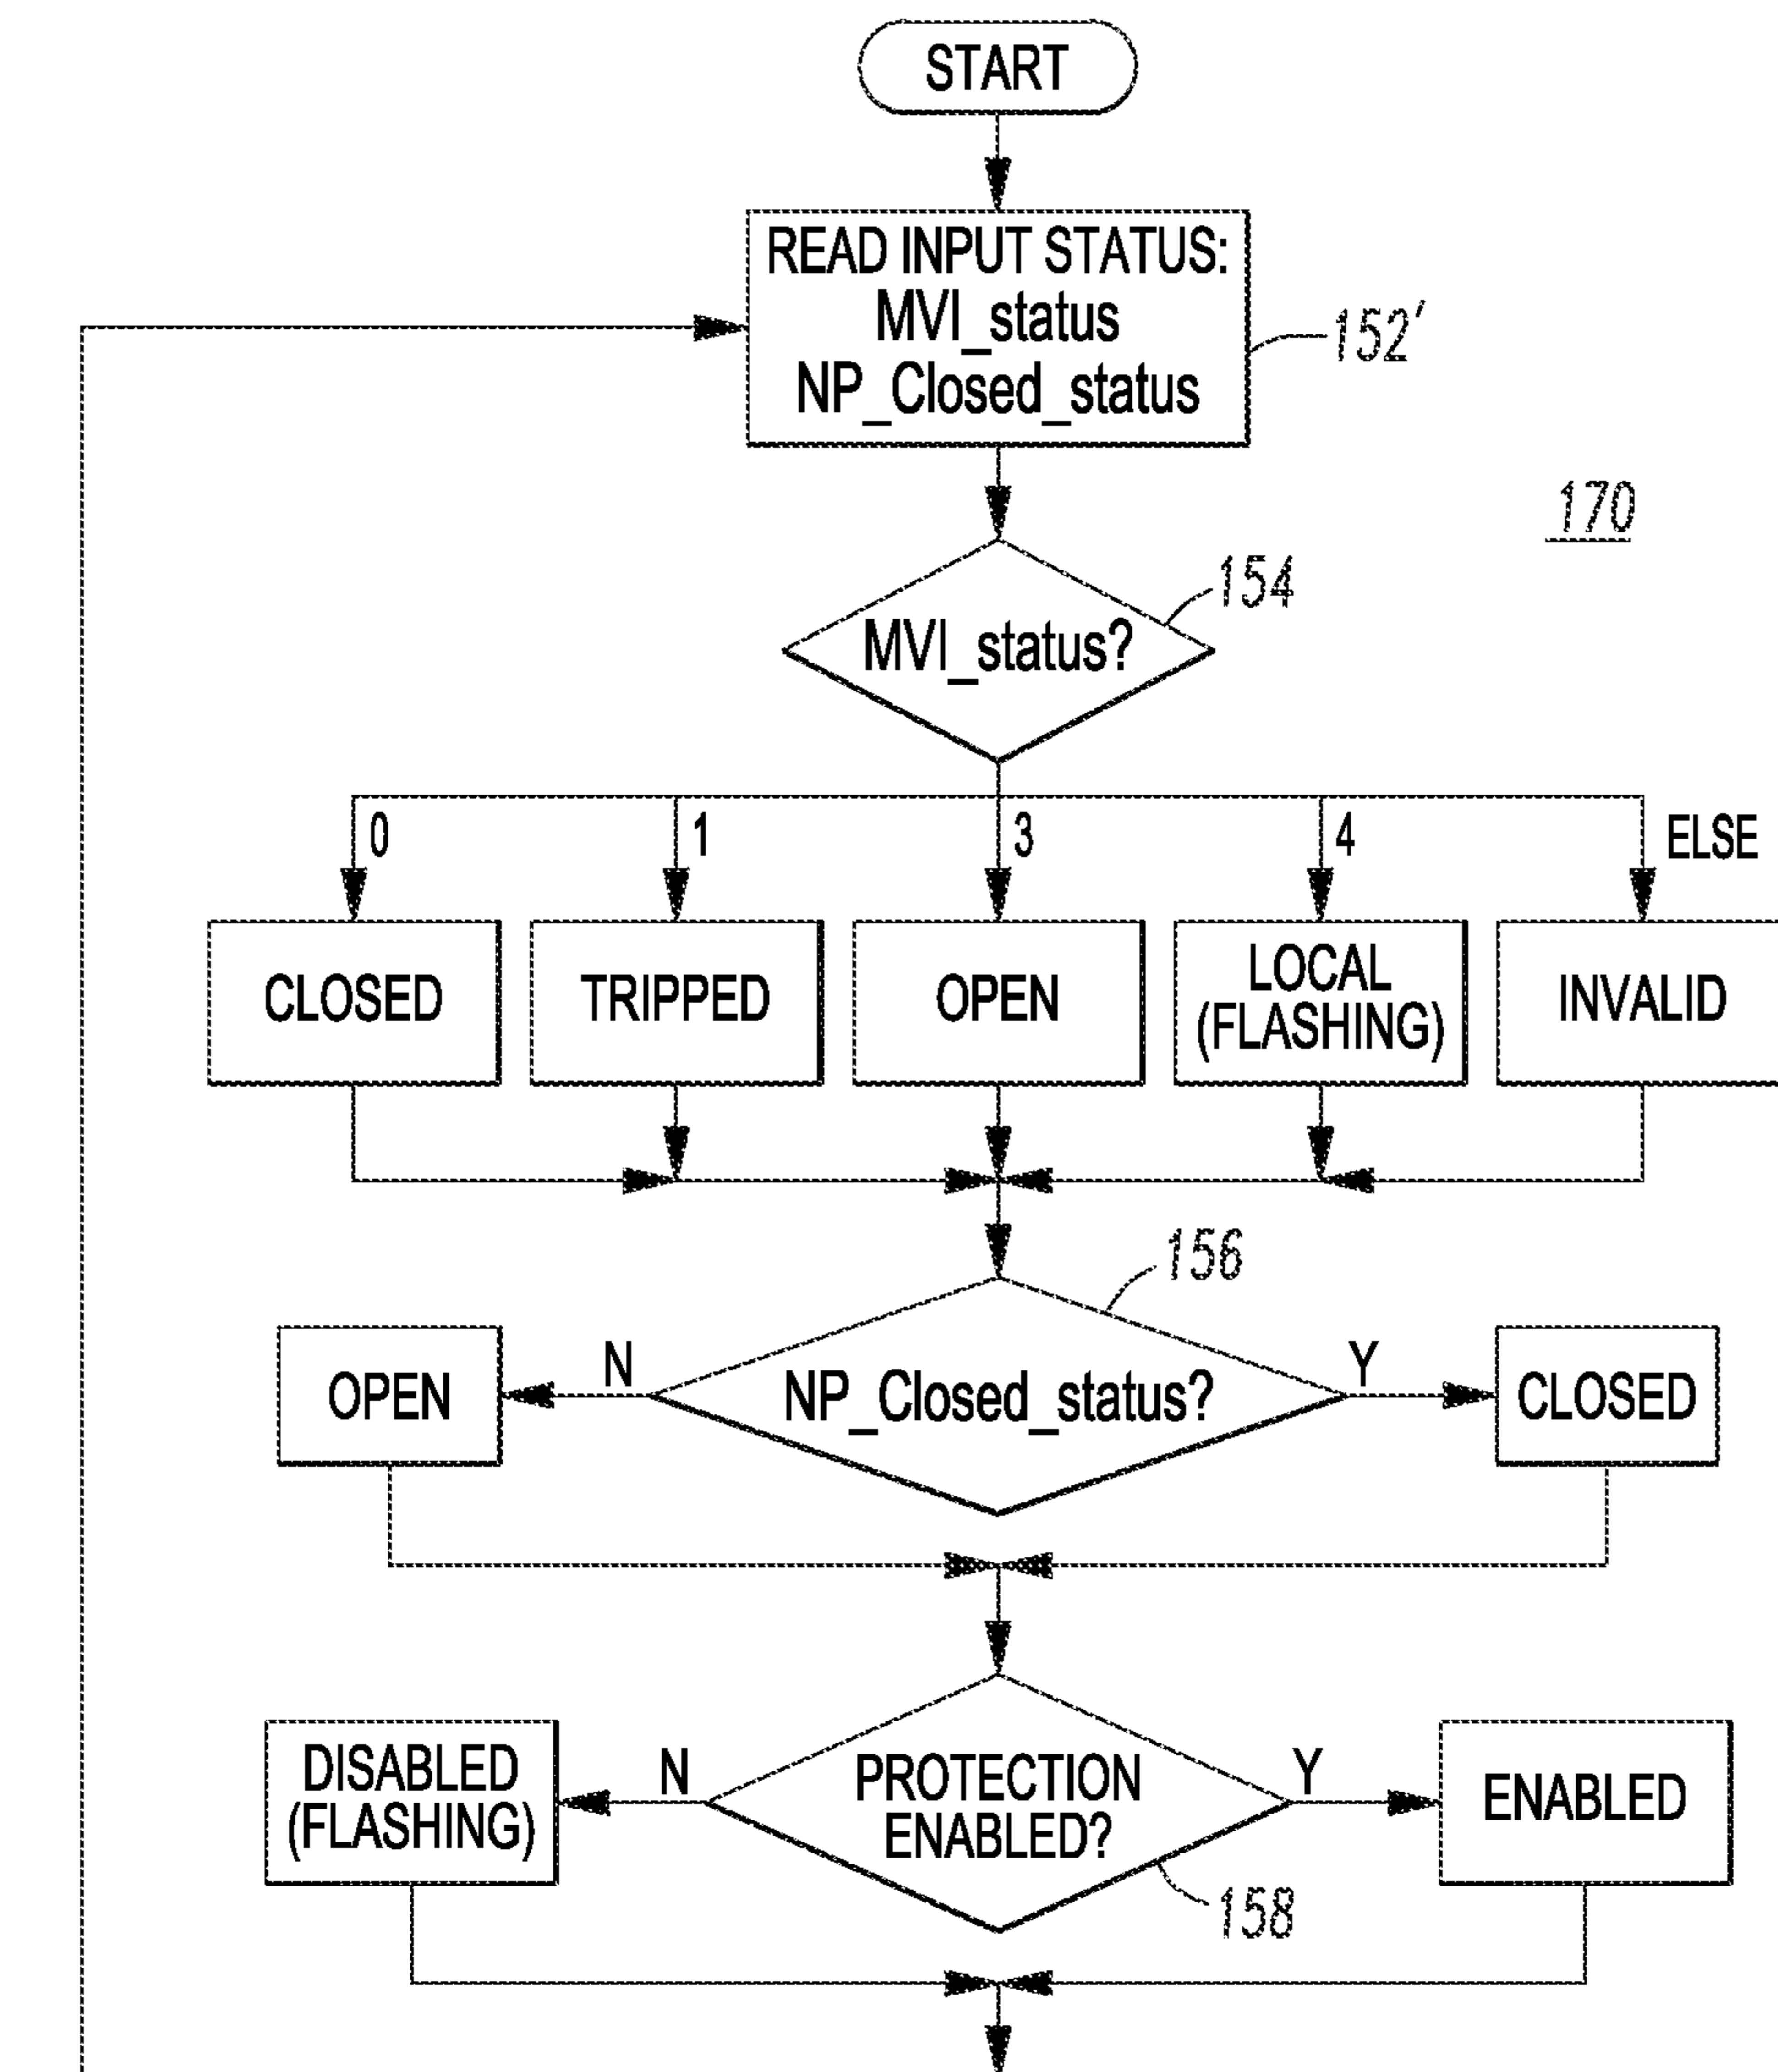 START
READ INPUT STATUS:
MVI_status
NP_Closed_status
152'
170
154
MVI_status?
0
1
3
4
ELSE
CLOSED
TRIPPED
OPEN
LOCAL
(FLASHING)
INVALID
156
OPEN
N
NP_Closed_status?
Y
CLOSED
DISABLED
(FLASHING)
N
PROTECTION
ENABLED?
Y
ENABLED
158